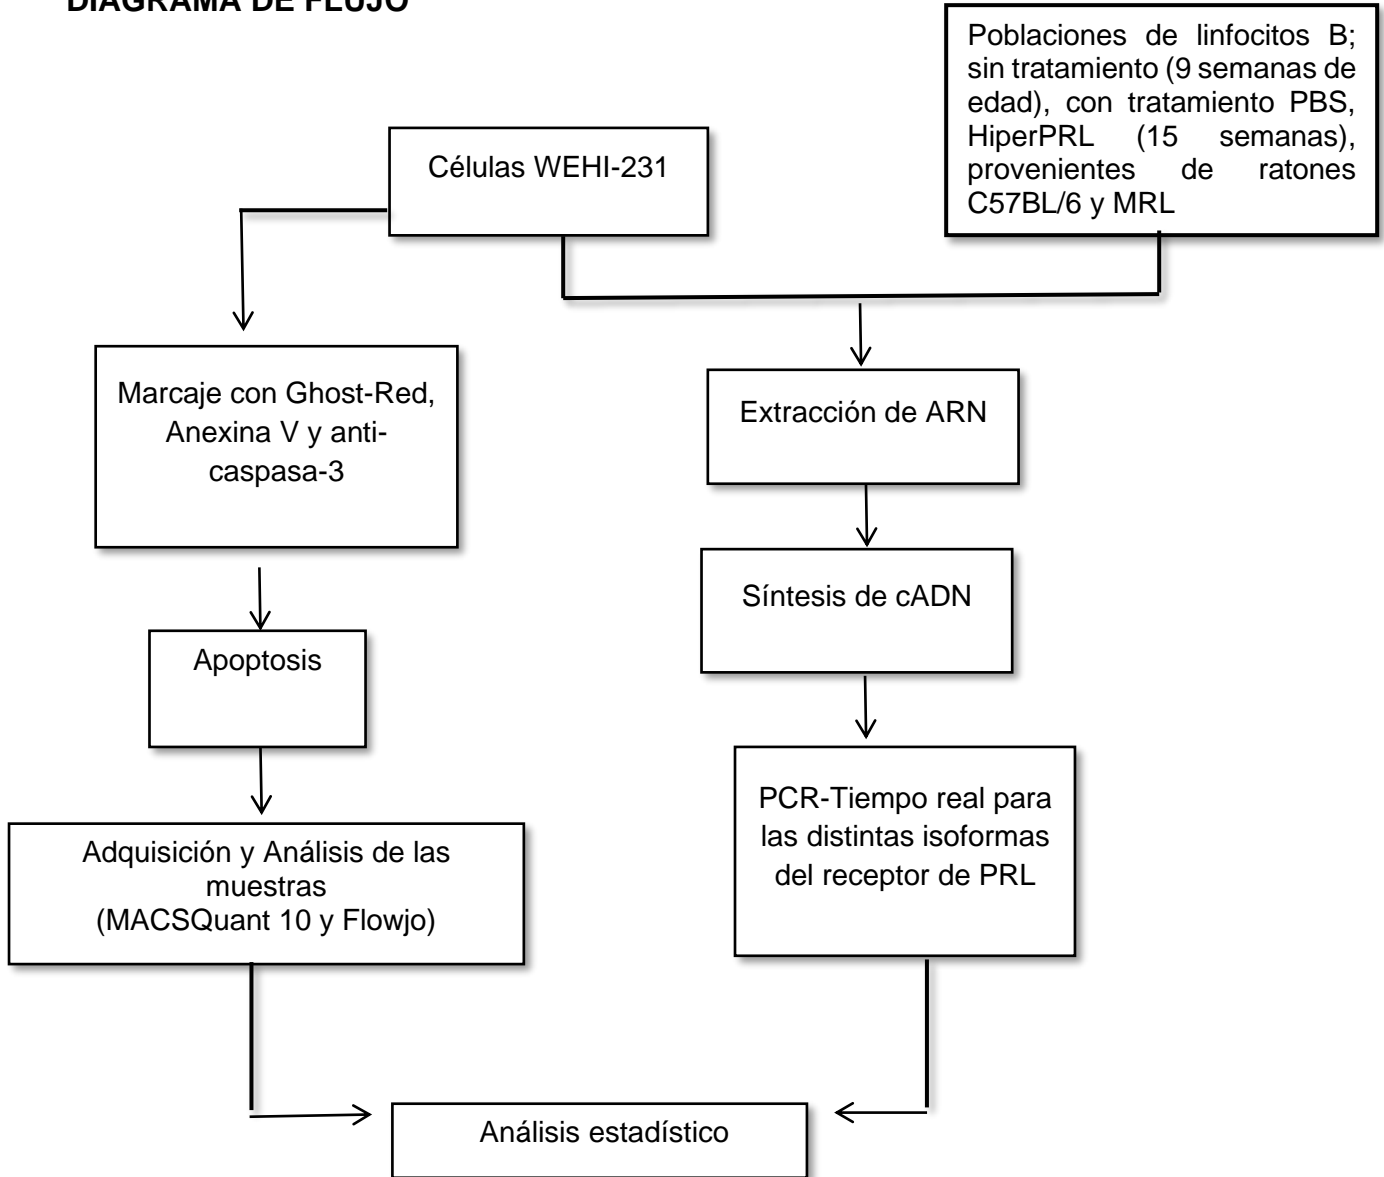 DIAGRAMA DE FLUJO
Poblaciones de linfocitos B;
sin tratamiento (9 semanas de
edad), con tratamiento PBS,
HiperPRL (15 semanas),
provenientes de ratones
C57BL/6 y MRL
Células WEHI-231
Marcaje con Ghost-Red,
Anexina V y anti-
caspasa-3
Extracción de ARN
Síntesis de cADN
Apoptosis
PCR-Tiempo real para
las distintas isoformas
del receptor de PRL
Adquisición y Análisis de las
muestras
(MACSQuant 10 y Flowjo)
Análisis estadístico